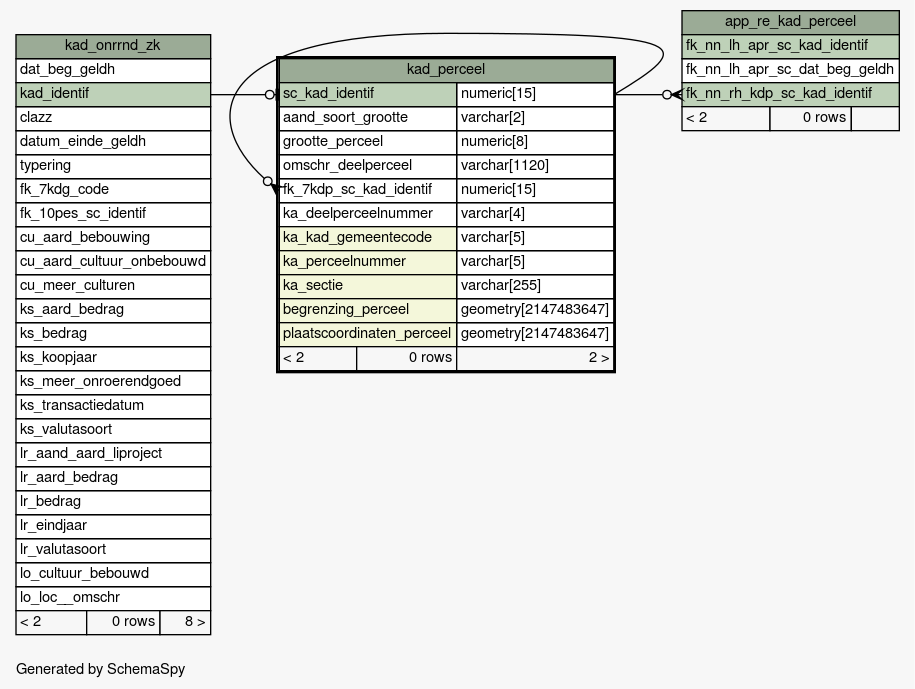 kad_onrrnd_zk
dat_beg_geldh
kad_identif
clazz
datum_einde_geldh
typering
fk_7kdg_code
fk_10pes_sc_identif
cu_aard_bebouwing
cu_aard_cultuur_onbebouwd
cu_meer_culturen
ks_aard_bedrag
ks_bedrag
ks_koopjaar
ks_meer_onroerendgoed
ks_transactiedatum
ks_valutasoort
lr_aand_aard_liproject
lr_aard_bedrag
lr_bedrag
lr_eindjaar
lr_valutasoort
lo_cultuur_bebouwd
lo_loc__omschr
< 2 0 rows 8 >
kad_perceel
sc_kad_identif numeric[15]
aand_soort_grootte varchar[2]
grootte_perceel numeric[8]
omschr_deelperceel varchar[1120]
fk_7kdp_sc_kad_identif numeric[15]
ka_deelperceelnummer varchar[4]
ka_kad_gemeentecode varchar[5]
ka_perceelnummer varchar[5]
ka_sectie varchar[255]
begrenzing_perceel geometry[2147483647]
plaatscoordinaten_perceel geometry[2147483647]
< 2 0 rows 2 >
app_re_kad_perceel
fk_nn_lh_apr_sc_kad_identif
fk_nn_lh_apr_sc_dat_beg_geldh
fk_nn_rh_kdp_sc_kad_identif
< 2 0 rows
Generated by SchemaSpy